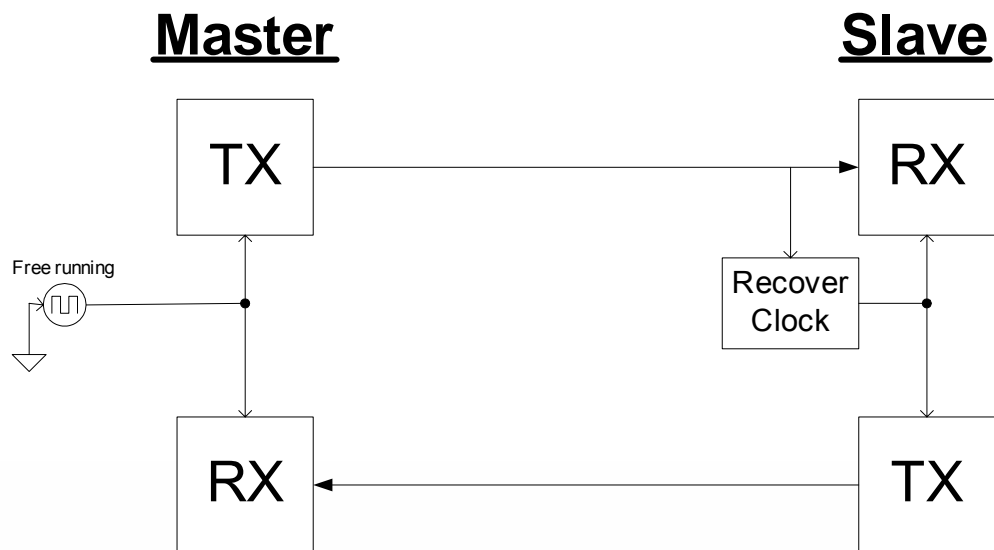 Master
Slave
TX
RX
Free running
Recover
Clock
RX
TX